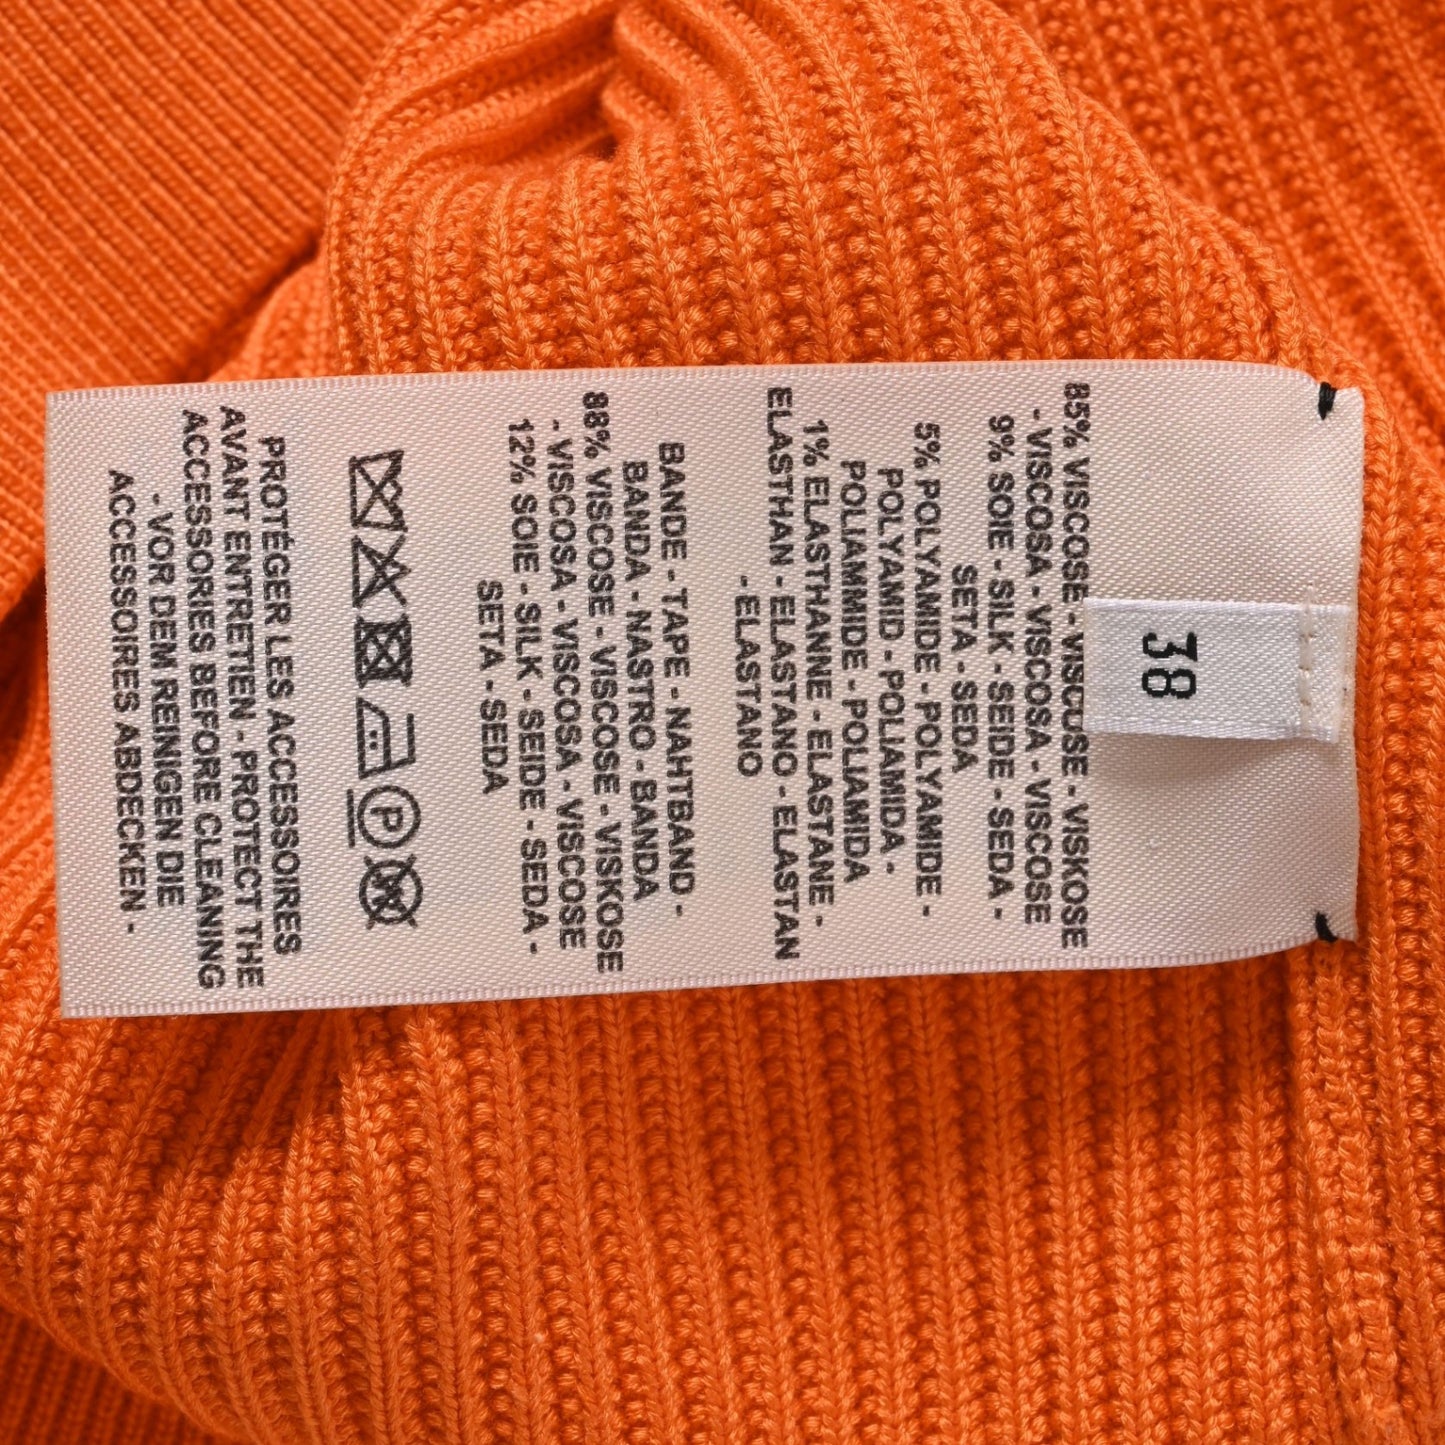 85% VISCOSE - VISCOSE - VISKOSE
- VISCOSA - VISCOSA - VISCOSE
9% SOIE - SILK - SEIDE - SEDA -
SETA - SEDA
5% POLYAMIDE - POLYAMIDE -
POLYAMID - POLIAMIDA -
POLIAMMIDE - POLIAMIDA
1% ELASTHANNE - ELASTANE -
ELASTHAN - ELASTANO - ELASTAN
- ELASTANO
BANDE - TAPE - NAHTBAND -
BANDA - NASTRO - BANDA
88% VISCOSE - VISCOSE - VISKOSE
- VISCOSA - VISCOSA - VISCOSE
12% SOIE - SILK - SEIDE - SEDA -
SETA - SEDA
P
W
PROTÉGER LES ACCESSOIRES
AVANT ENTRETIEN - PROTECT THE
ACCESSORIES BEFORE CLEANING
- VOR DEM REINIGEN DIE
ACCESSOIRES ABDECKEN -
38